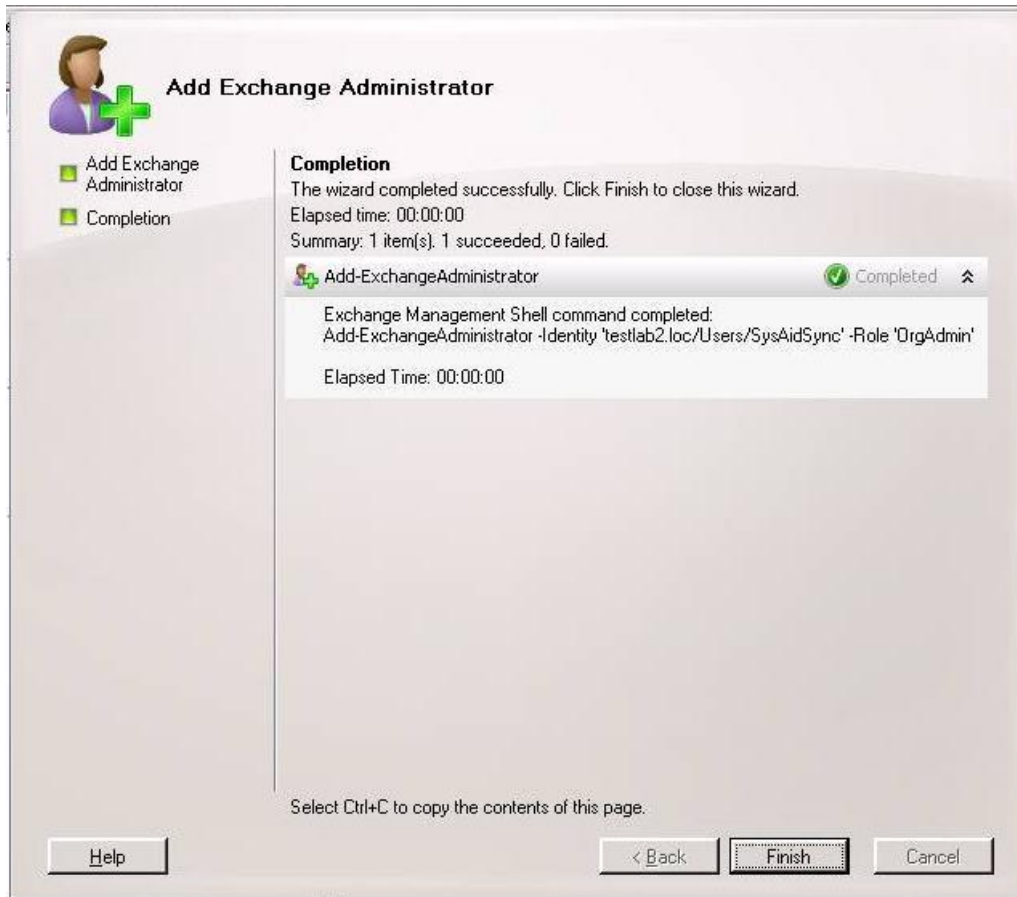 Add Exchange Administrator
Add Exchange
Administrator
Completion
Completion
The wizard completed successfully. Click Finish to close this wizard.
Elapsed time: 00:00:00
Summary: 1 item(s). 1 succeeded, 0 failed.
Add-ExchangeAdministrator
Completed
Exchange Management Shell command completed:
Add-ExchangeAdministrator -Identity 'testlab2.loc/Users/SysAidSync' -Role 'OrgAdmin'
Elapsed Time: 00:00:00
Select Ctrl+C to copy the contents of this page.
Help
< Back
Finish
Cancel